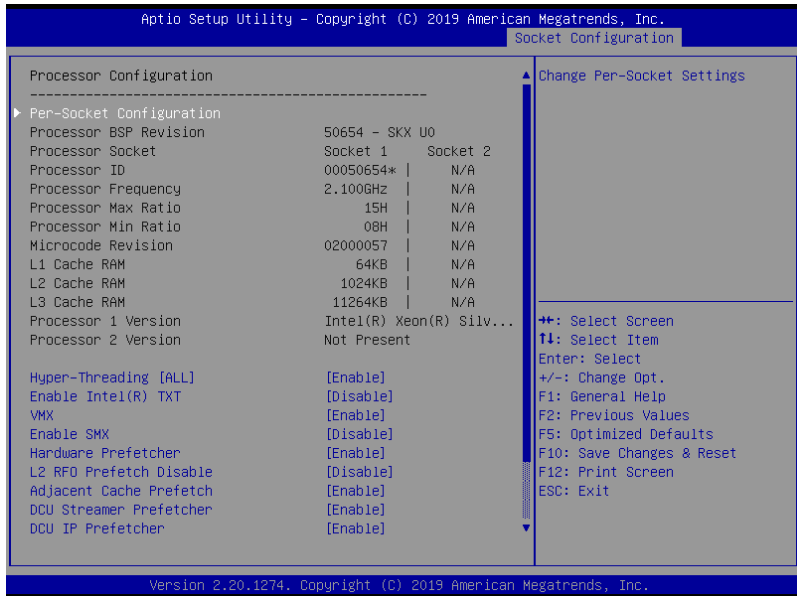 Aptio Setup Utility – Copyright (C) 2019 American Megatrends, Inc.
Socket Configuration
Processor Configuration
-------------------------------------------------
Per-Socket Configuration
Processor BSP Revision 50654 – SKX U0
Processor Socket Socket 1 Socket 2
Processor ID 00050654* | N/A
Processor Frequency 2.100GHz | N/A
Processor Max Ratio 15H | N/A
Processor Min Ratio 08H | N/A
Microcode Revision 02000057 | N/A
L1 Cache RAM 64KB | N/A
L2 Cache RAM 1024KB | N/A
L3 Cache RAM 11264KB | N/A
Processor 1 Version Intel(R) Xeon(R) Silv...
Processor 2 Version Not Present
Hyper-Threading [ALL] [Enable]
Enable Intel(R) TXT [Disable]
VMX [Enable]
Enable SMX [Disable]
Hardware Prefetcher [Enable]
L2 RFO Prefetch Disable [Disable]
Adjacent Cache Prefetch [Enable]
DCU Streamer Prefetcher [Enable]
DCU IP Prefetcher [Enable]
Change Per-Socket Settings
→←: Select Screen
↑↓: Select Item
Enter: Select
+/-: Change Opt.
F1: General Help
F2: Previous Values
F5: Optimized Defaults
F10: Save Changes & Reset
F12: Print Screen
ESC: Exit
Version 2.20.1274. Copyright (C) 2019 American Megatrends, Inc.